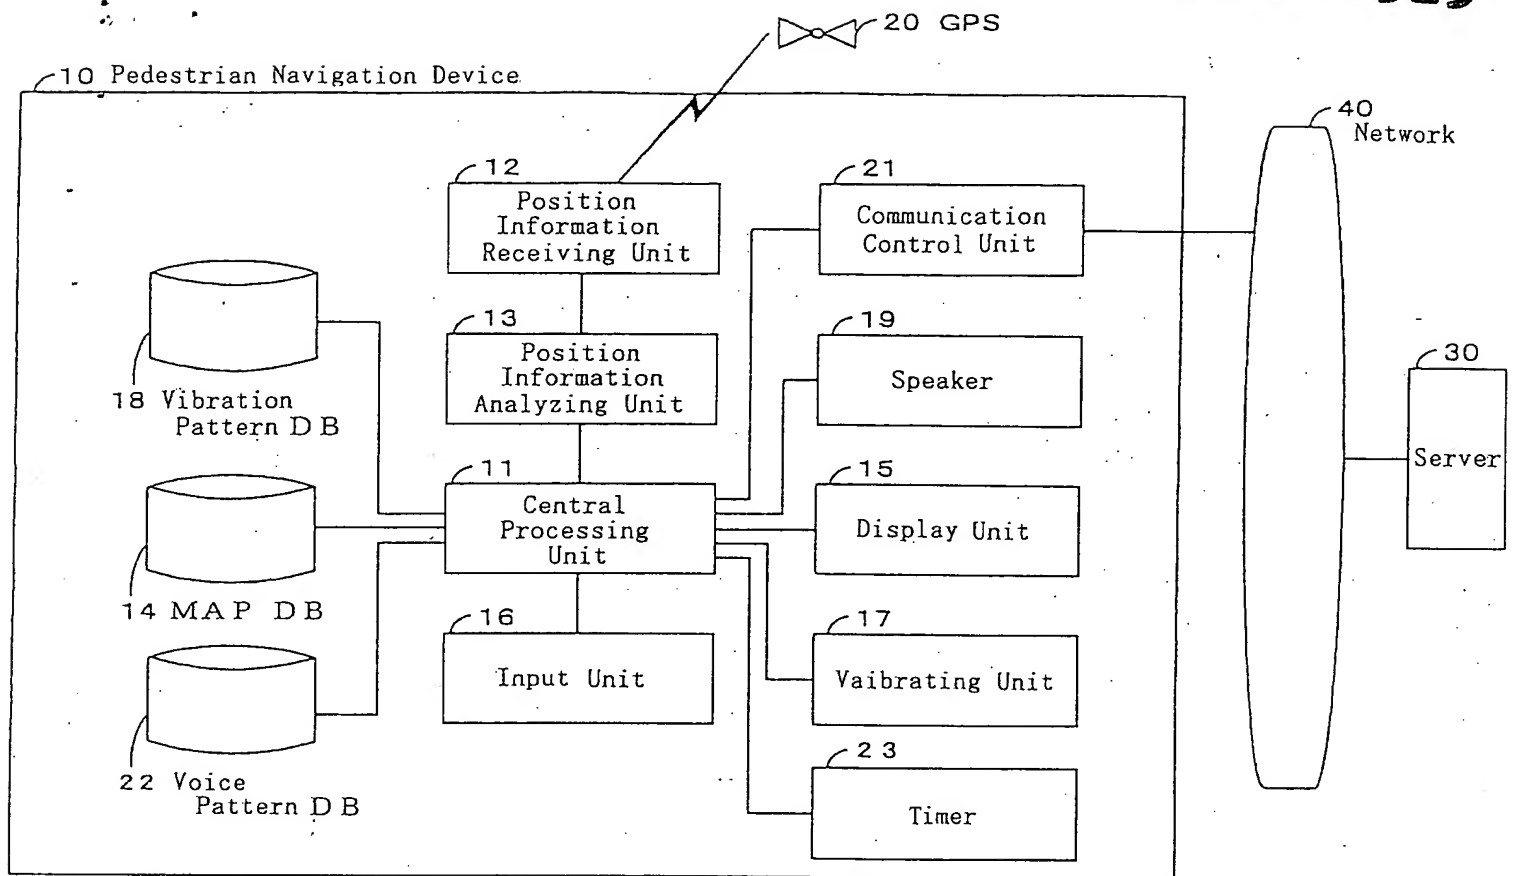 20 GPS
10 Pedestrian Navigation Device
40
Network
12
Position
Information
Receiving Unit
21
Communication
Control Unit
13
Position
Information
Analyzing Unit
19
Speaker
30
Server
18 Vibration
Pattern DB
11
Central
Processing
Unit
15
Display Unit
14 MAP DB
16
Input Unit
17
Vaibrating Unit
22 Voice
Pattern DB
23
Timer